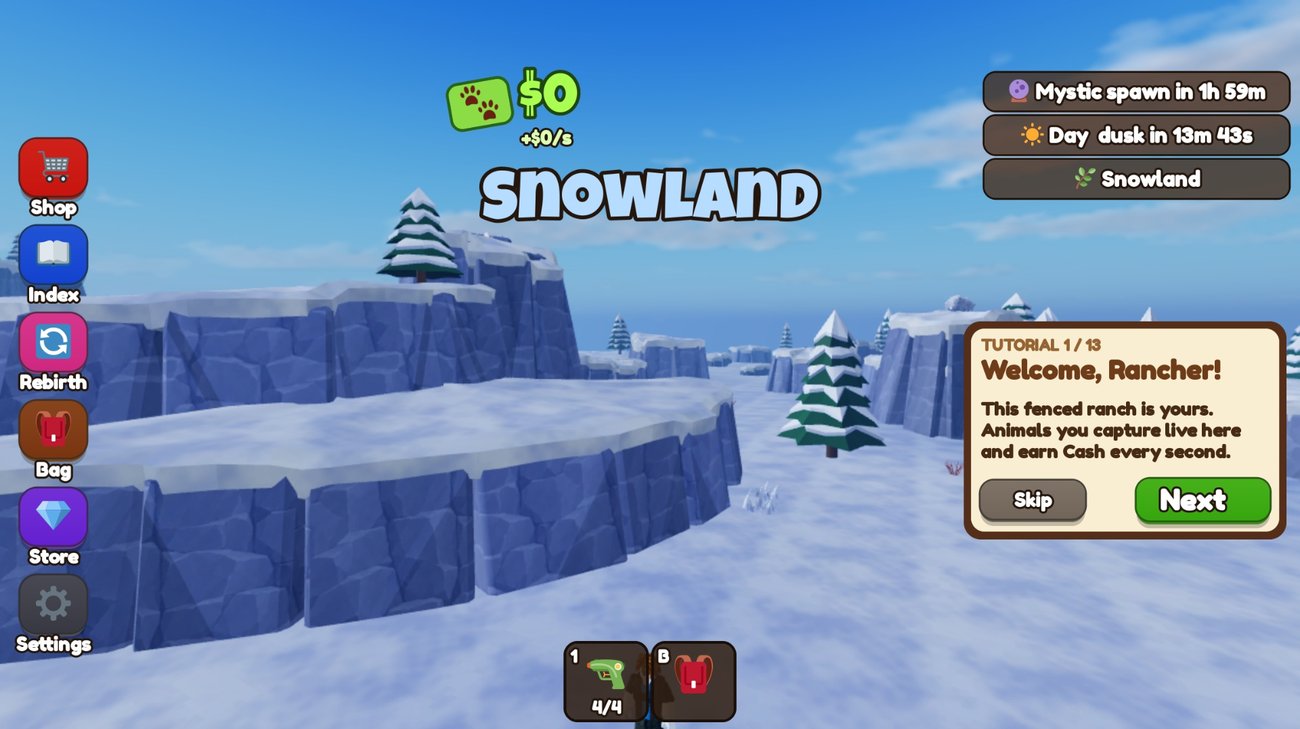 $0
+$0/s
SNOWLAND
Mystic spawn in 1h 59m
Day dusk in 13m 43s
Snowland
Shop
Index
Rebirth
Bag
Store
Settings
TUTORIAL 1 / 13
Welcome, Rancher!
This fenced ranch is yours.
Animals you capture live here
and earn Cash every second.
Skip
Next
1
4/4
B